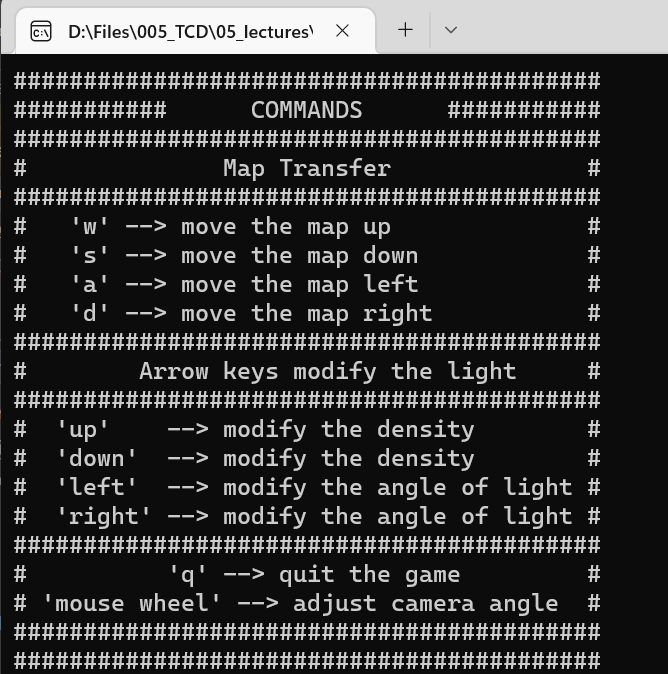 D:\Files\005_TCD\05_lectures\
##########################################
###########      COMMANDS      ###########
##########################################
#              Map Transfer              #
##########################################
#   'w' --> move the map up              #
#   's' --> move the map down            #
#   'a' --> move the map left            #
#   'd' --> move the map right           #
##########################################
#        Arrow keys modify the light     #
##########################################
#  'up'    --> modify the density        #
#  'down'  --> modify the density        #
#  'left'  --> modify the angle of light #
#  'right' --> modify the angle of light #
##########################################
#          'q' --> quit the game         #
# 'mouse wheel' --> adjust camera angle  #
##########################################
##########################################